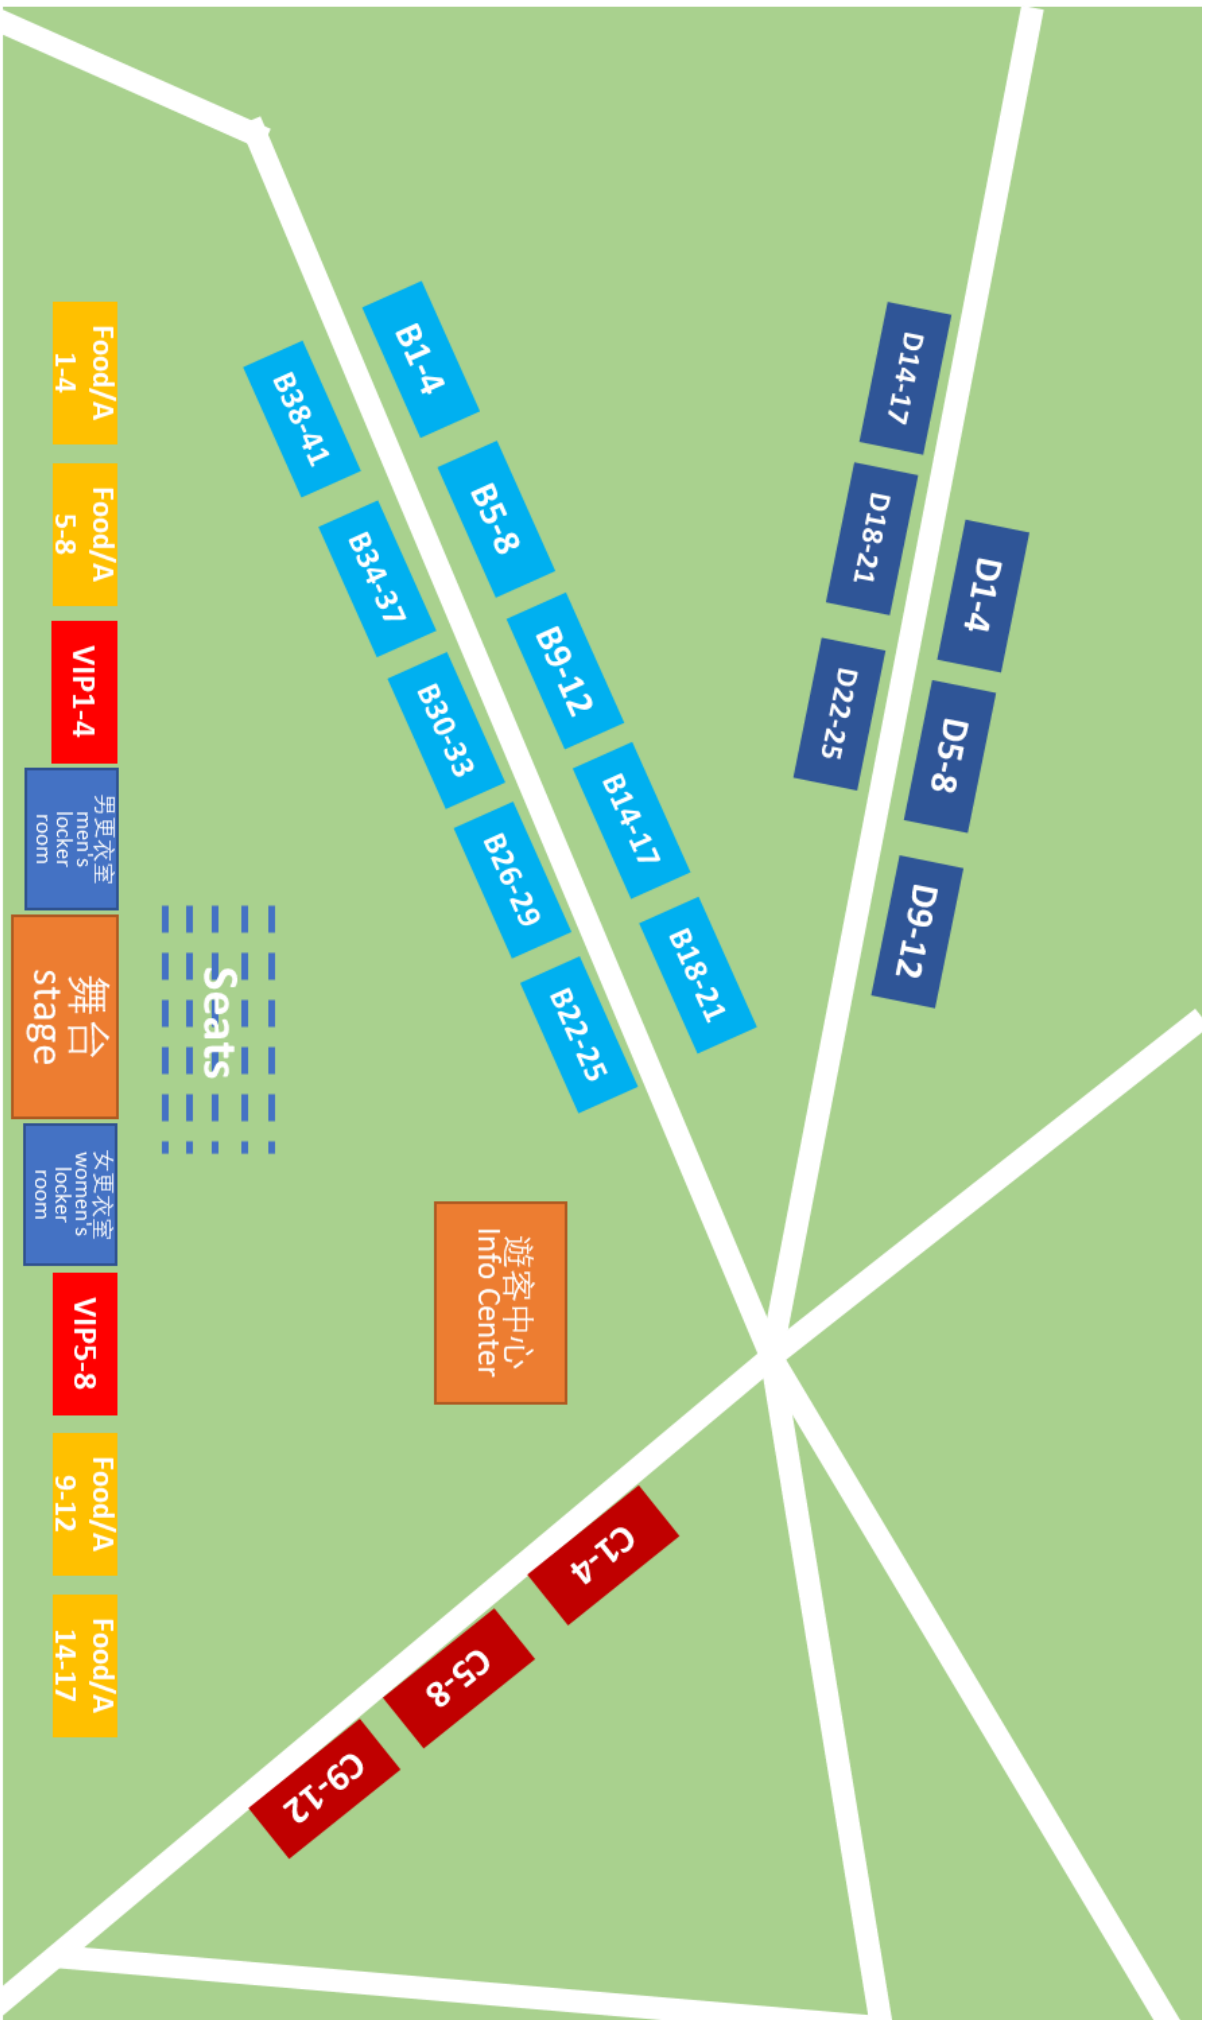 D1-4
D5-8
D9-12
D14-17
D18-21
D22-25
B1-4
B5-8
B9-12
B14-17
B18-21
B38-41
B34-37
B30-33
B26-29
B22-25
遊客中心
Info Center
C1-4
C5-8
C9-12
Seats
Food/A
1-4
Food/A
5-8
VIP1-4
男更衣室
men's
locker
room
舞台
stage
女更衣室
women's
locker
room
VIP5-8
Food/A
9-12
Food/A
14-17